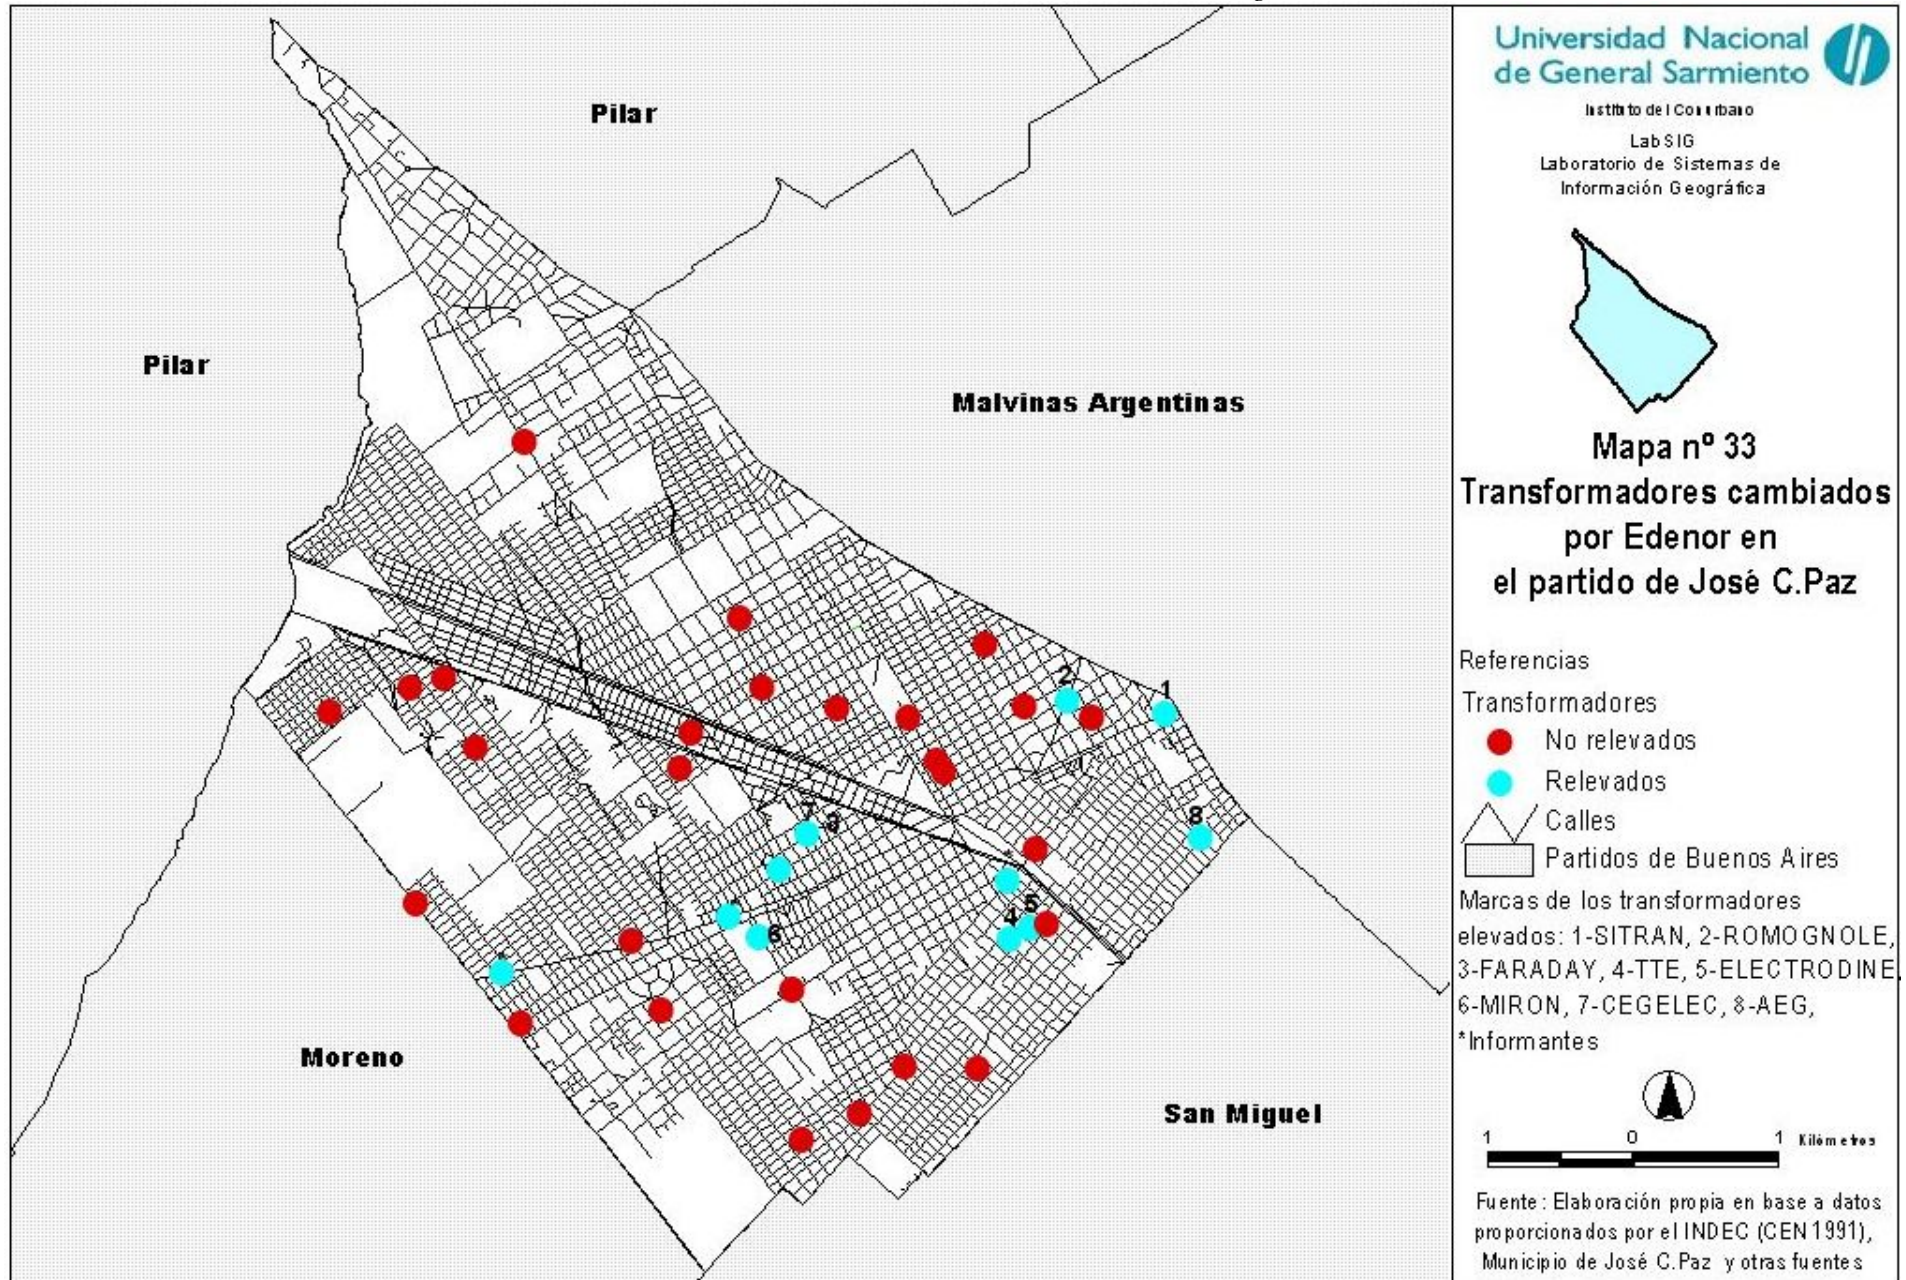 Pilar
Pilar
Malvinas Argentinas
Moreno
San Miguel
2
1
7
3
8
5
4
6
Universidad Nacional
de General Sarmiento
Instituto del Conurbano
LabSIG
Laboratorio de Sistemas de
Información Geográfica
Mapa nº 33
Transformadores cambiados
por Edenor en
el partido de José C.Paz
Referencias
Transformadores
No relevados
Relevados
Calles
Partidos de Buenos Aires
Marcas de los transformadores
elevados: 1-SITRAN, 2-ROMOGNOLE,
3-FARADAY, 4-TTE, 5-ELECTRODINE,
6-MIRON, 7-CEGELEC, 8-AEG,
*Informantes
1 0 1 Kilómetros
Fuente: Elaboración propia en base a datos
proporcionados por el INDEC (CEN 1991),
Municipio de José C.Paz y otras fuentes